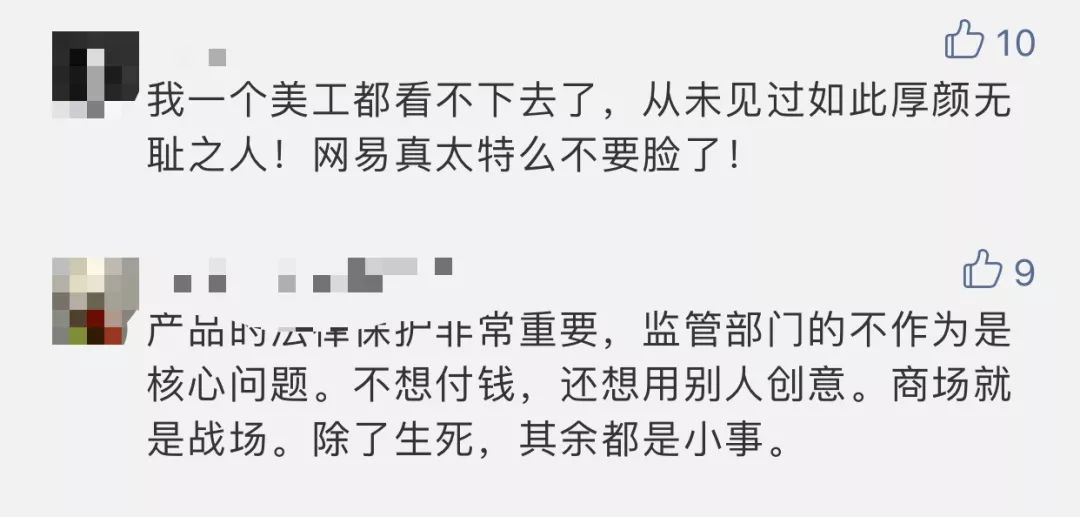 10
我一个美工都看不下去了，从未见过如此厚颜无
耻之人！网易真太特么不要脸了！
9
产品的法律保护非常重要，监管部门的不作为是
核心问题。不想付钱，还想用别人创意。商场就
是战场。除了生死，其余都是小事。